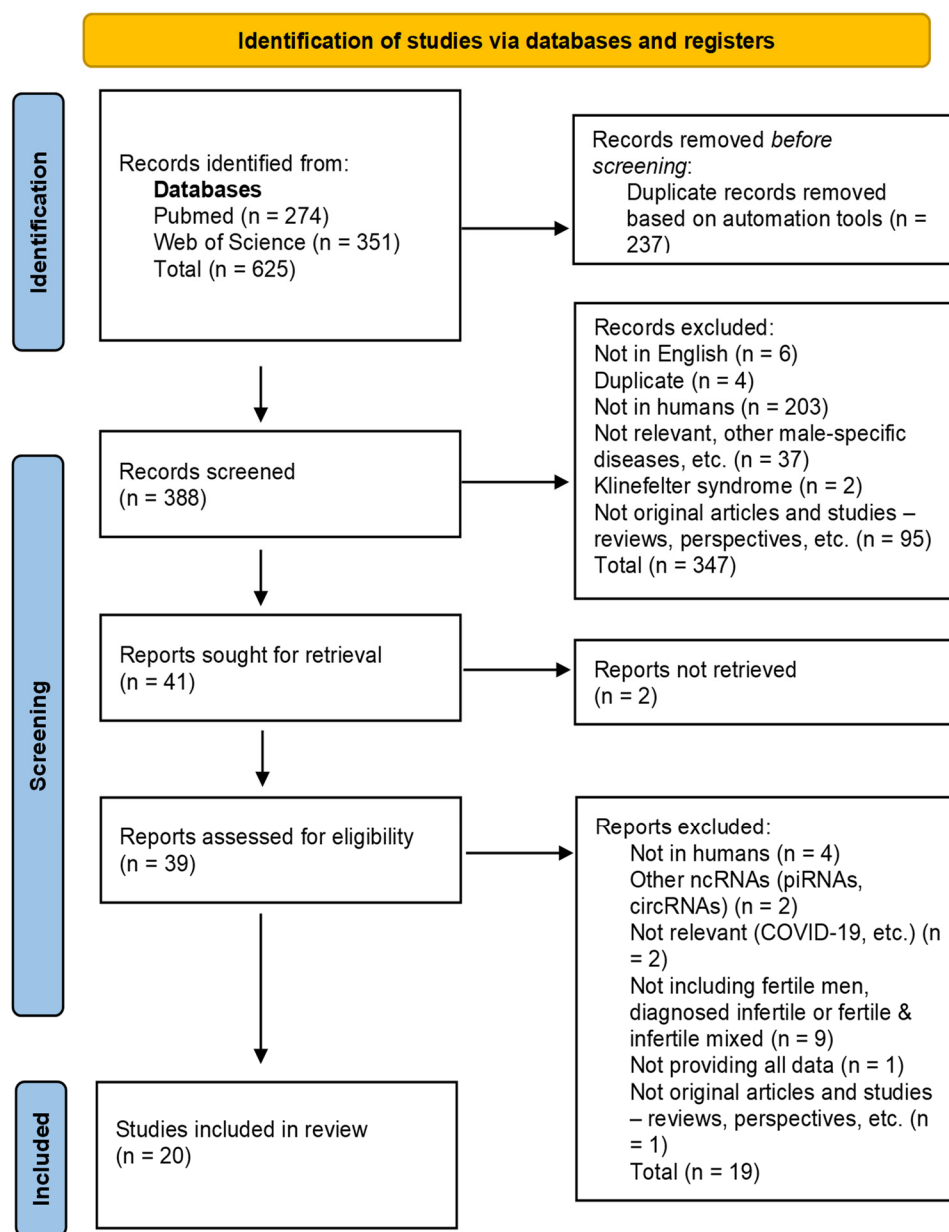 Identification of studies via databases and registers
Identification
Records identified from:
Databases
Pubmed (n = 274)
Web of Science (n = 351)
Total (n = 625)
Records removed before
screening:
Duplicate records removed
based on automation tools (n =
237)
Screening
Records screened
(n = 388)
Records excluded:
Not in English (n = 6)
Duplicate (n = 4)
Not in humans (n = 203)
Not relevant, other male-specific
diseases, etc. (n = 37)
Klinefelter syndrome (n = 2)
Not original articles and studies –
reviews, perspectives, etc. (n = 95)
Total (n = 347)
Reports sought for retrieval
(n = 41)
Reports not retrieved
(n = 2)
Reports assessed for eligibility
(n = 39)
Reports excluded:
Not in humans (n = 4)
Other ncRNAs (piRNAs,
circRNAs) (n = 2)
Not relevant (COVID-19, etc.) (n
= 2)
Not including fertile men,
diagnosed infertile or fertile &
infertile mixed (n = 9)
Not providing all data (n = 1)
Not original articles and studies
– reviews, perspectives, etc. (n
= 1)
Total (n = 19)
Included
Studies included in review
(n = 20)